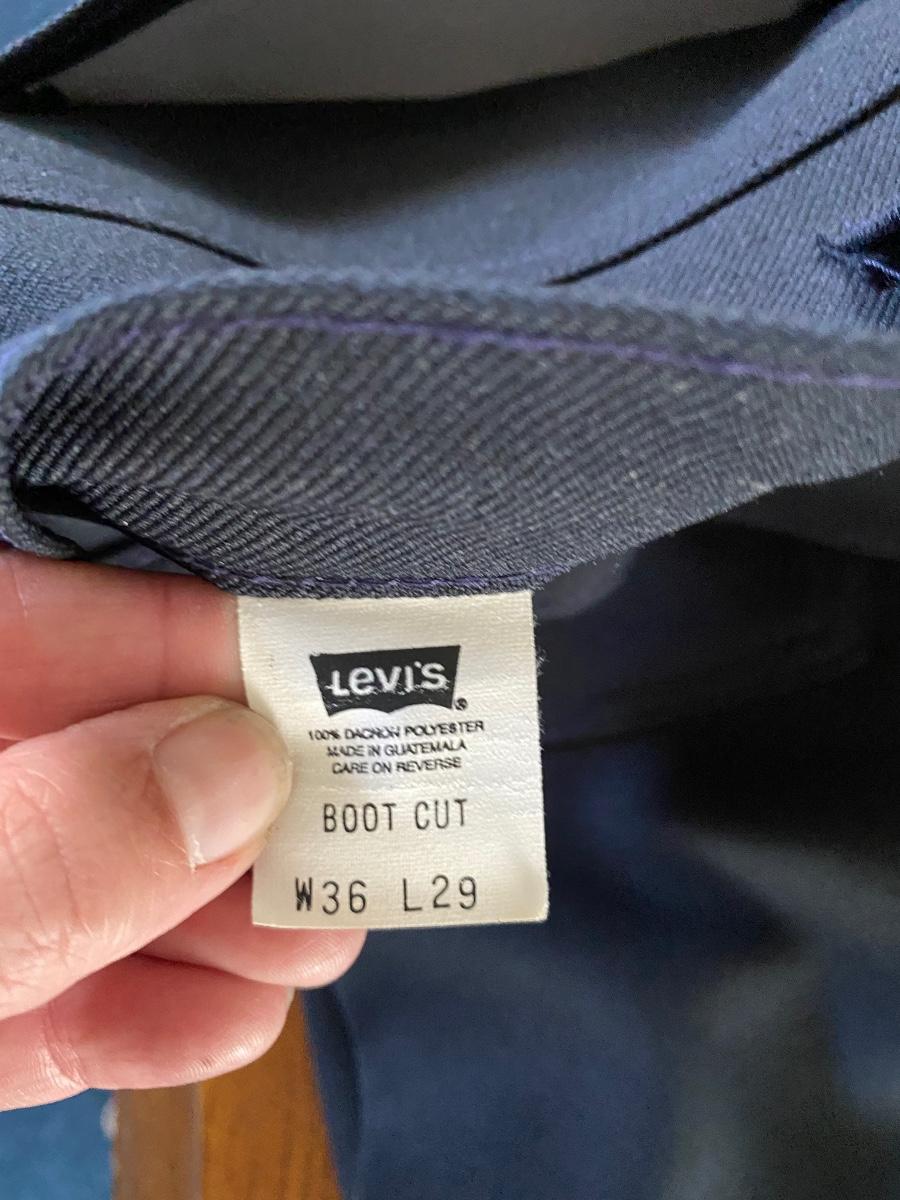 Levi's®
100% DACRON POLYESTER
MADE IN GUATEMALA
CARE ON REVERSE
BOOT CUT
W36 L29